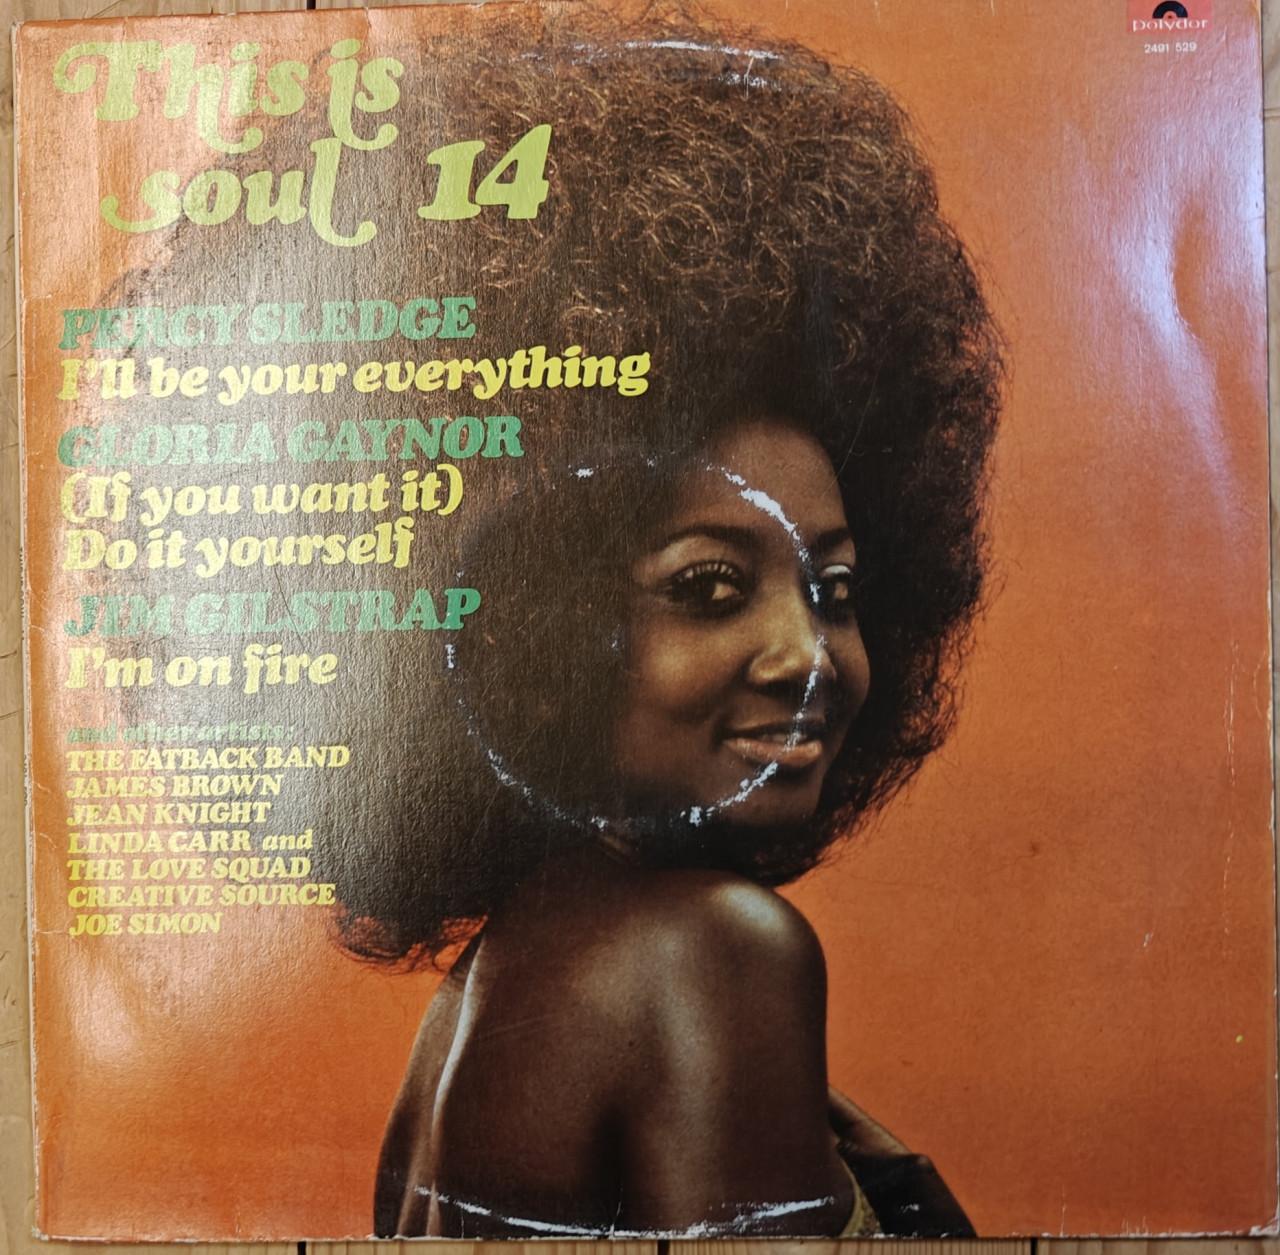 This is
soul 14
PERCY SLEDGE
I'll be your everything
GLORIA GAYNOR
(If you want it)
Do it yourself
JIM GILSTRAP
I'm on fire
and other artists:
THE FATBACK BAND
JAMES BROWN
JEAN KNIGHT
LINDA CARR and
THE LOVE SQUAD
CREATIVE SOURCE
JOE SIMON
polydor
2491 529